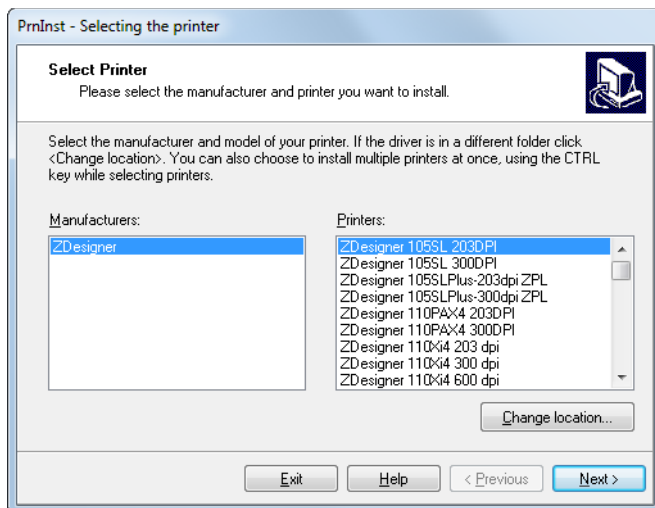 PrnInst - Selecting the printer
Select Printer
Please select the manufacturer and printer you want to install.
Select the manufacturer and model of your printer. If the driver is in a different folder click
<Change location>. You can also choose to install multiple printers at once, using the CTRL
key while selecting printers.
Manufacturers:
ZDesigner
Printers:
ZDesigner 105SL 203DPI
ZDesigner 105SL 300DPI
ZDesigner 105SLPlus-203dpi ZPL
ZDesigner 105SLPlus-300dpi ZPL
ZDesigner 110PAX4 203DPI
ZDesigner 110PAX4 300DPI
ZDesigner 110Xi4 203 dpi
ZDesigner 110Xi4 300 dpi
ZDesigner 110Xi4 600 dpi
Change location...
Exit
Help
< Previous
Next >